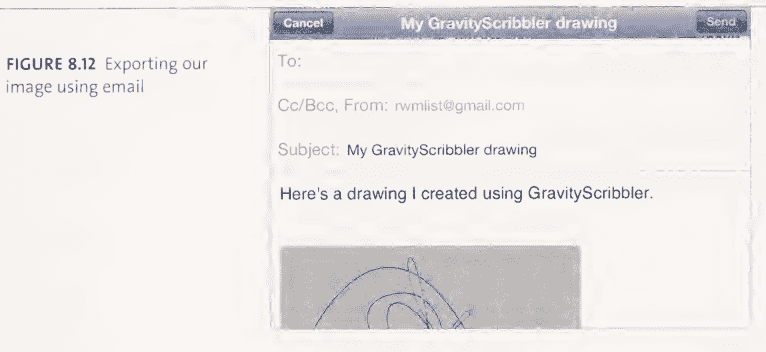 FIGURE 8.12 Exporting our
image using email
Cancel My GravityScribbler drawing Send
To:
Cc/Bcc, From: rwmlist@gmail.com
Subject: My GravityScribbler drawing
Here's a drawing I created using GravityScribbler.